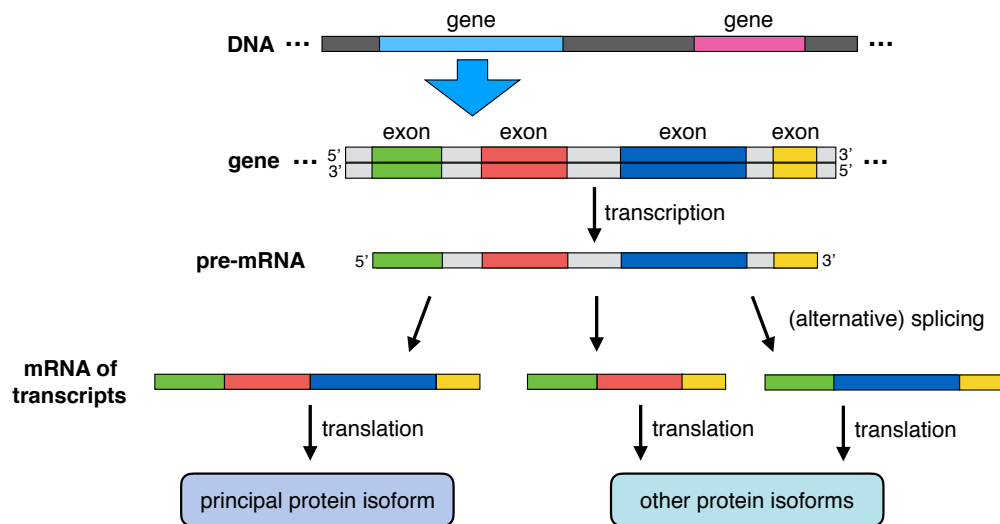 gene gene
DNA ... ...
exon exon exon exon
5’ 3’
gene ... ...
3’ 5’
transcription
pre-mRNA 5’ 3’
(alternative) splicing
mRNA of
transcripts
translation translation translation
principal protein isoform other protein isoforms